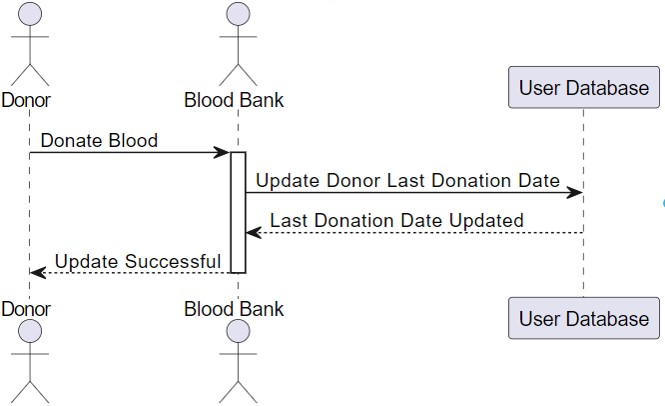 Donor
Blood Bank
User Database
Donate Blood
Update Donor Last Donation Date
Last Donation Date Updated
Update Successful
Donor
Blood Bank
User Database